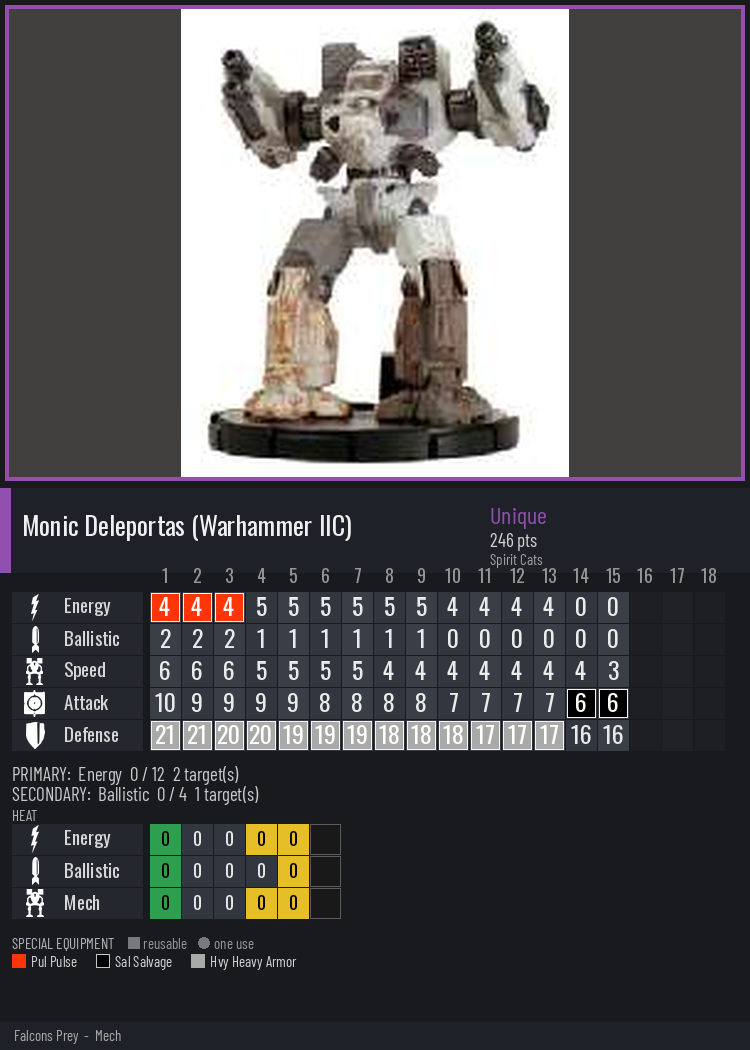 Monic Deleportas (Warhammer IIC)
Unique
246 pts
Spirit Cats
1 2 3 4 5 6 7 8 9 10 11 12 13 14 15 16 17 18
Energy 4 4 4 5 5 5 5 5 5 4 4 4 4 0 0
Ballistic 2 2 2 1 1 1 1 1 1 0 0 0 0 0 0
Speed 6 6 6 5 5 5 5 4 4 4 4 4 4 4 3
Attack 10 9 9 9 9 8 8 8 8 7 7 7 7 6 6
Defense 21 21 20 20 19 19 19 18 18 18 17 17 17 16 16
PRIMARY: Energy 0 / 12 2 target(s)
SECONDARY: Ballistic 0 / 4 1 target(s)
HEAT
Energy 0 0 0 0 0
Ballistic 0 0 0 0 0
Mech 0 0 0 0 0
SPECIAL EQUIPMENT reusable one use
Pul Pulse Sal Salvage Hvy Heavy Armor
Falcons Prey - Mech